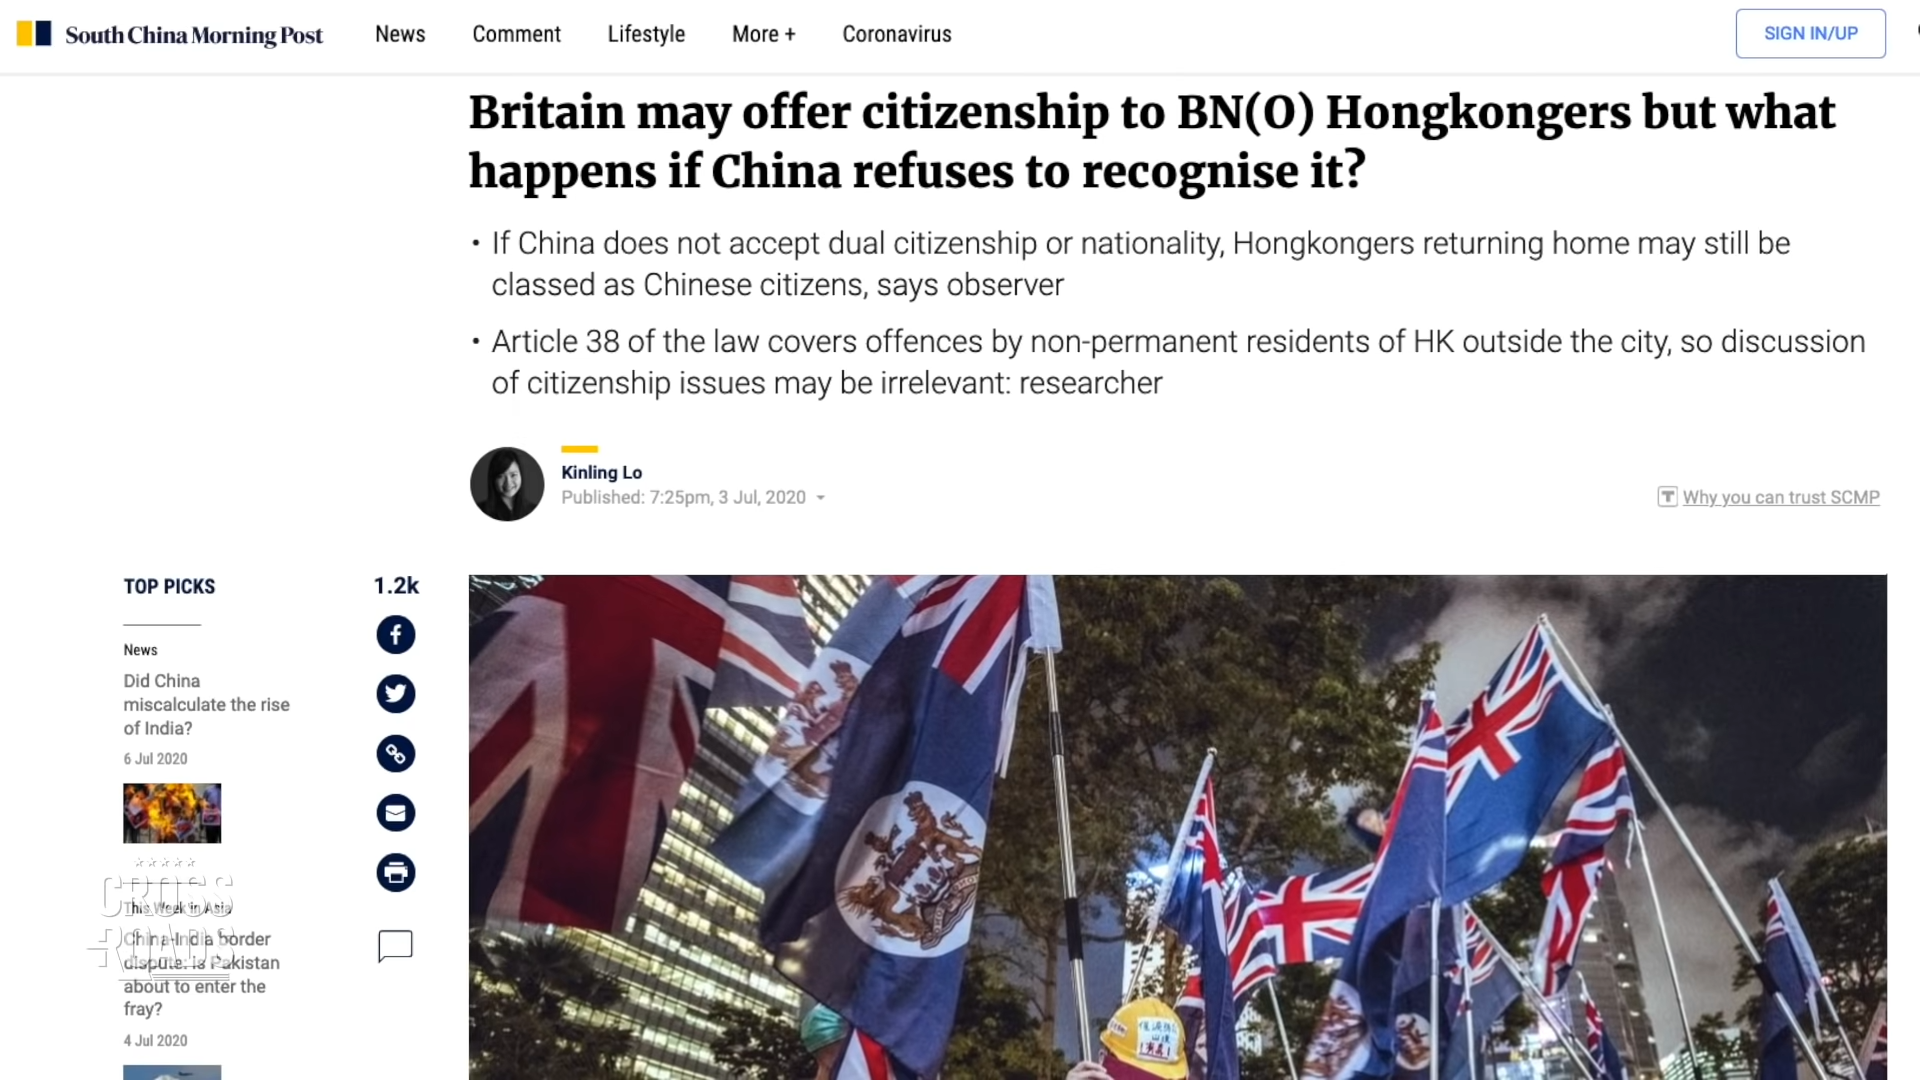 South China Morning Post
News
Comment
Lifestyle
More +
Coronavirus
SIGN IN/UP
Britain may offer citizenship to BN(O) Hongkongers but what
happens if China refuses to recognise it?
• If China does not accept dual citizenship or nationality, Hongkongers returning home may still be
classed as Chinese citizens, says observer
• Article 38 of the law covers offences by non-permanent residents of HK outside the city, so discussion
of citizenship issues may be irrelevant: researcher
Kinling Lo
Published: 7:25pm, 3 Jul, 2020
Why you can trust SCMP
TOP PICKS
1.2k
News
Did China
miscalculate the rise
of India?
6 Jul 2020
CROSS
ROADS
This Week in Asia
China-India border
dispute: is Pakistan
about to enter the
fray?
4 Jul 2020